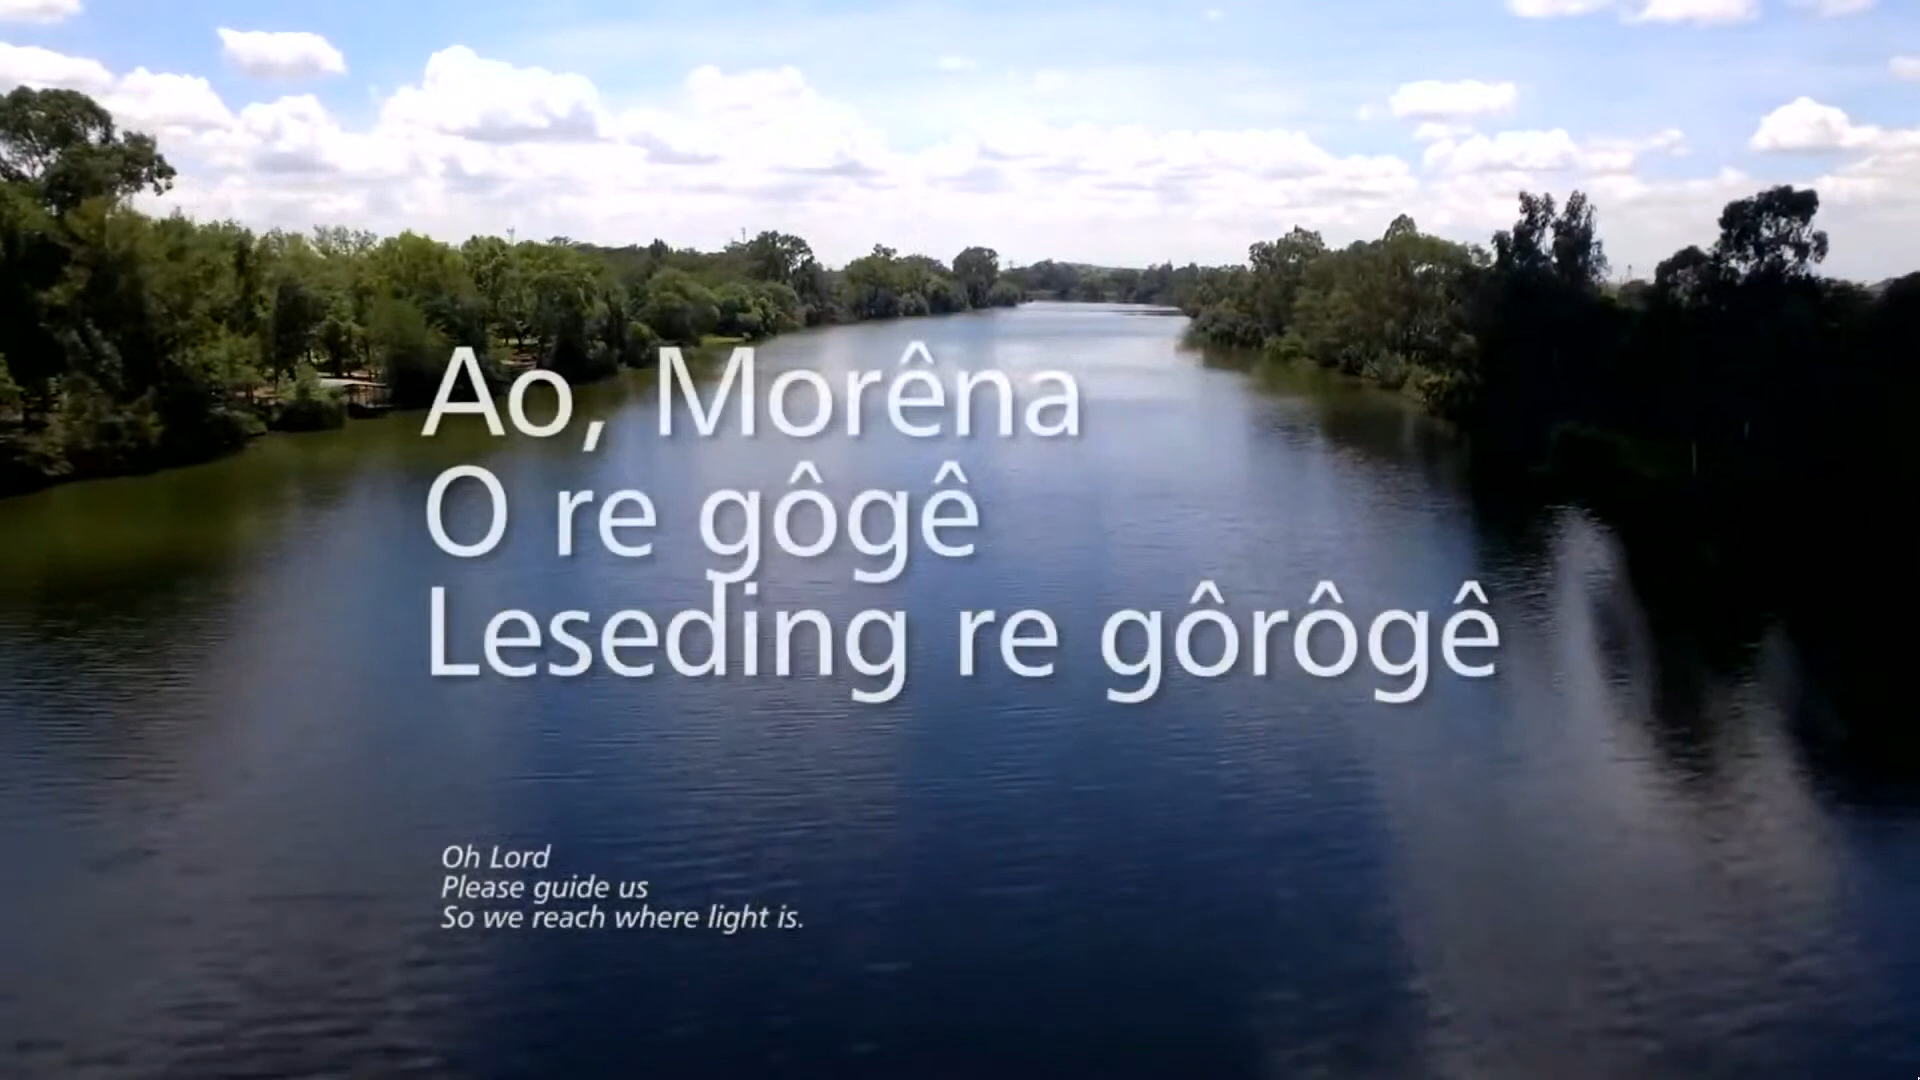 Ao, Morêna
O re gôgê
Leseding re gôrôgê
Oh Lord
Please guide us
So we reach where light is.